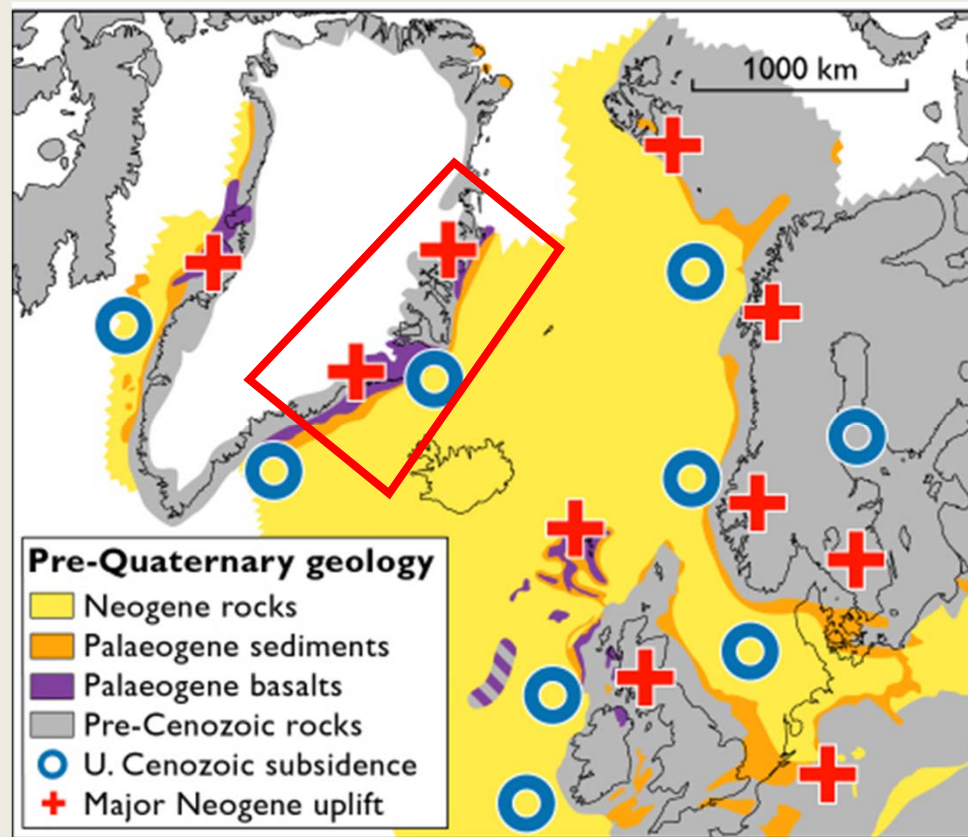 1000 km
Pre-Quaternary geology
Neogene rocks
Palaeogene sediments
Palaeogene basalts
Pre-Cenozoic rocks
U. Cenozoic subsidence
Major Neogene uplift